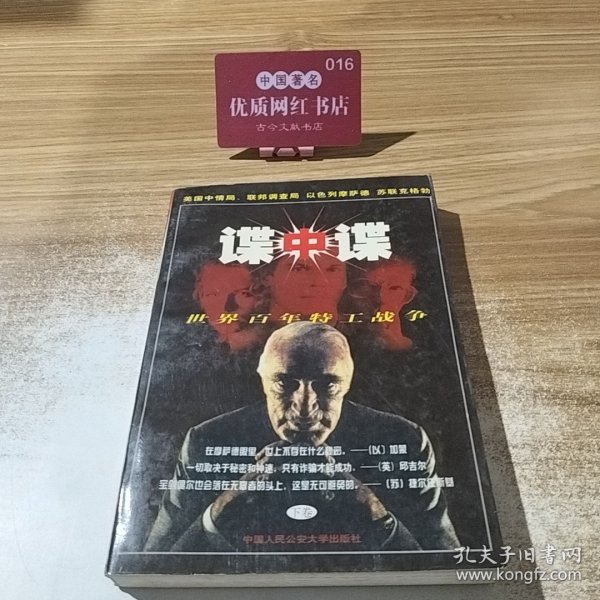 016
中国著名
优质网红书店
古今文献书店
美国中情局、联邦调查局 以色列摩萨德 苏联克格勃
谍中谍
世界百年特工战争
在摩萨德眼里，世上不存在什么秘密。——（以）加蒙
一切取决于秘密和神速，只有诈骗才能成功。——（英）邱吉尔
宝剑偶尔也会落在无辜者的头上，这是无可避免的。——（苏）捷尔任斯基
下卷
中国人民公安大学出版社
孔夫子旧书网
www.kongfz.com